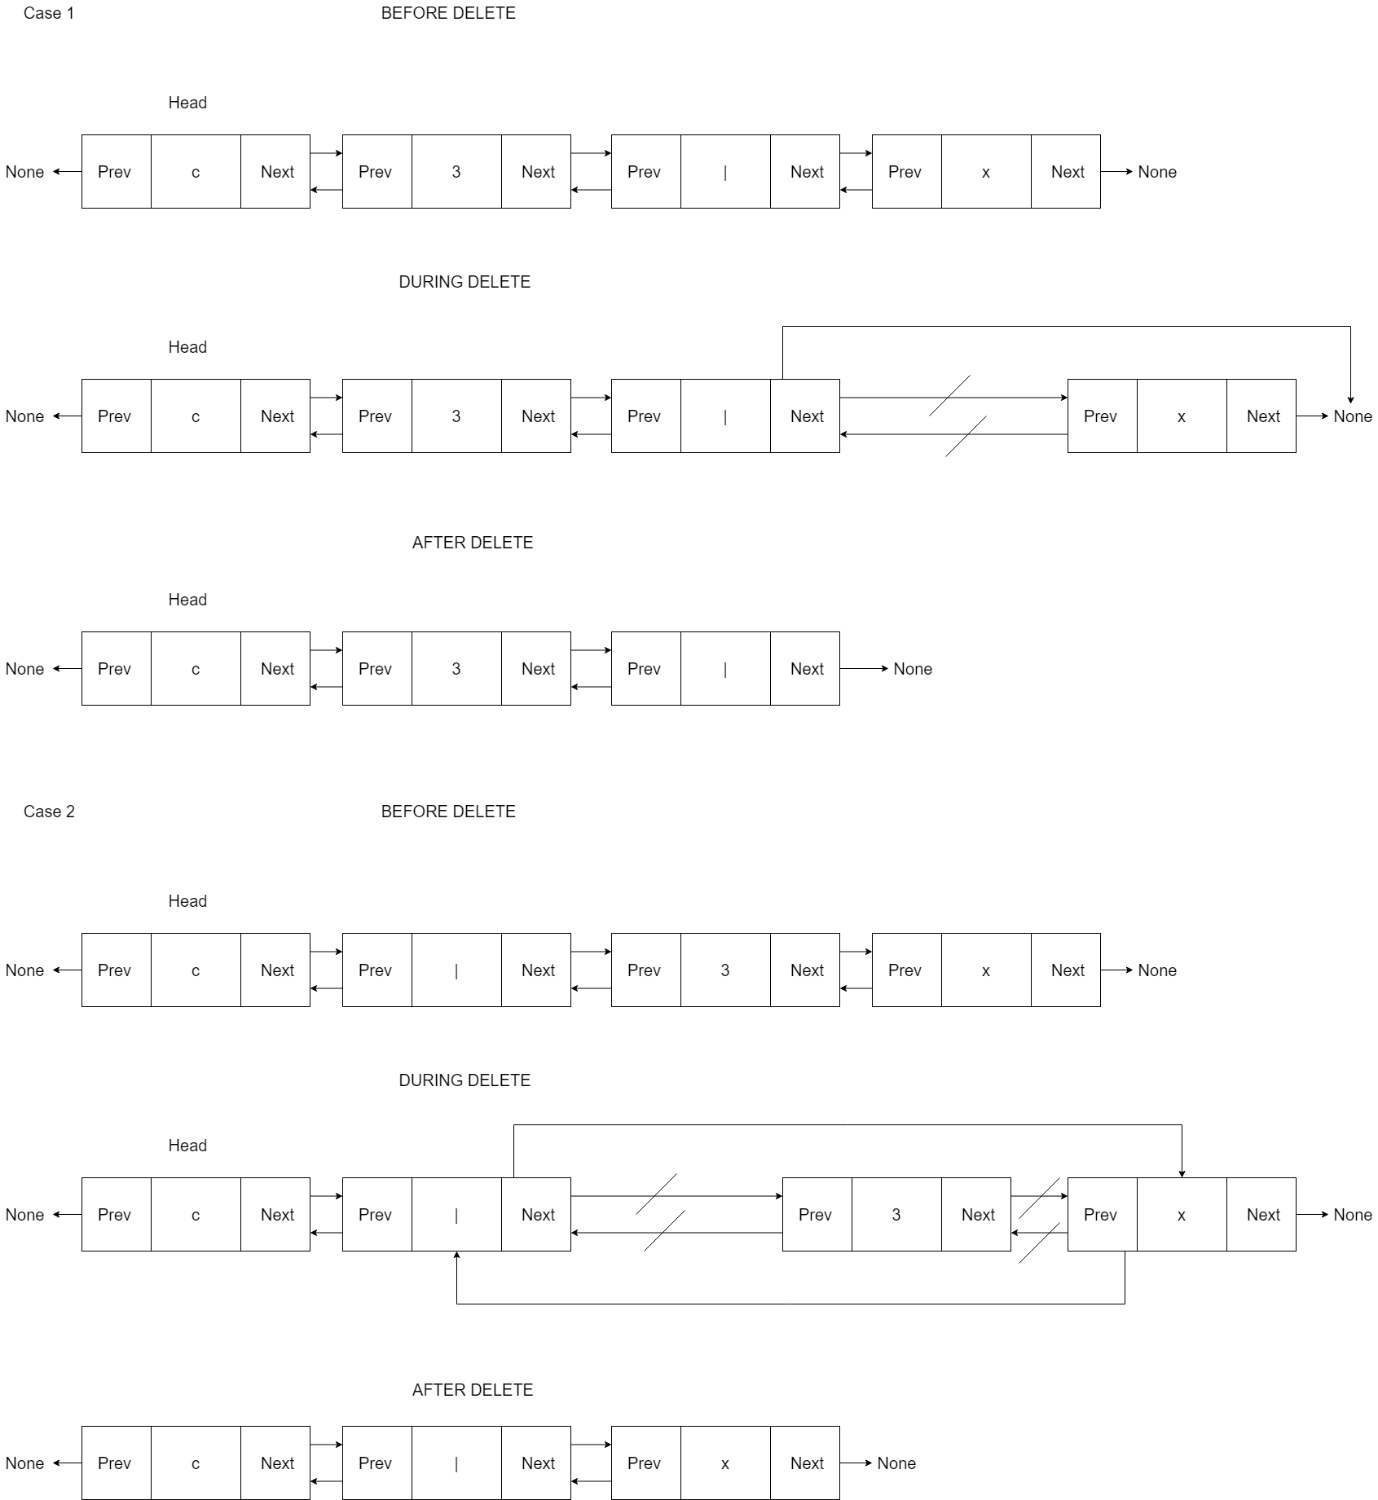 Case 1 BEFORE DELETE
Head
None Prev c Next Prev 3 Next Prev | Next Prev x Next None
DURING DELETE
Head
None Prev c Next Prev 3 Next Prev | Next Prev x Next None
AFTER DELETE
Head
None Prev c Next Prev 3 Next Prev | Next None
Case 2 BEFORE DELETE
Head
None Prev c Next Prev | Next Prev 3 Next Prev x Next None
DURING DELETE
Head
None Prev c Next Prev | Next Prev 3 Next Prev x Next None
AFTER DELETE
None Prev c Next Prev | Next Prev x Next None